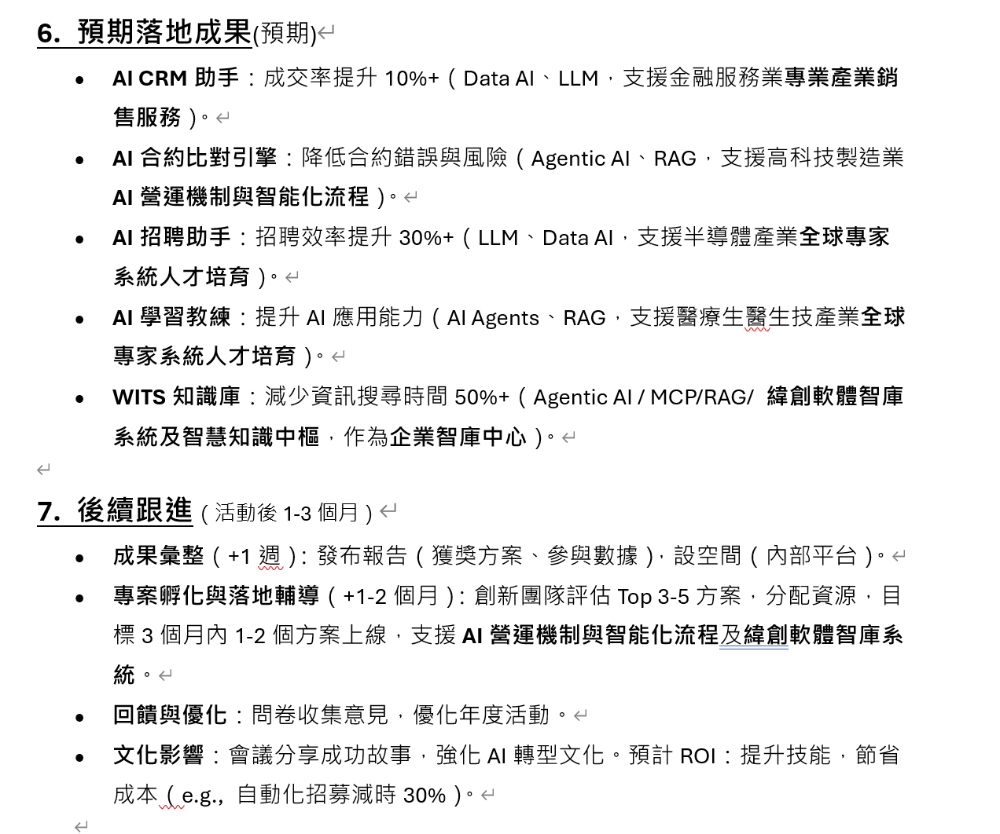 6. 預期落地成果(預期)
AI CRM 助手：成交率提升 10%+（Data AI、LLM，支援金融服務業專業產業銷
售服務）。
AI 合約比對引擎：降低合約錯誤與風險（Agentic AI、RAG，支援高科技製造業
AI 營運機制與智能化流程）。
AI 招聘助手：招聘效率提升 30%+（LLM、Data AI，支援半導體產業全球專家
系統人才培育）。
AI 學習教練：提升 AI 應用能力（AI Agents、RAG，支援醫療生醫生技產業全球
專家系統人才培育）。
WITS 知識庫：減少資訊搜尋時間 50%+（Agentic AI / MCP/RAG/ 緯創軟體智庫
系統及智慧知識中樞，作為企業智庫中心）。
7. 後續跟進（活動後 1-3 個月）
成果彙整（+1 週）：發布報告（獲獎方案、參與數據），設空間（內部平台）。
專案孵化與落地輔導（+1-2 個月）：創新團隊評估 Top 3-5 方案，分配資源，目
標 3 個月內 1-2 個方案上線，支援 AI 營運機制與智能化流程及緯創軟體智庫系
統。
回饋與優化：問卷收集意見，優化年度活動。
文化影響：會議分享成功故事，強化 AI 轉型文化。預計 ROI：提升技能，節省
成本（e.g., 自動化招募減時 30%）。